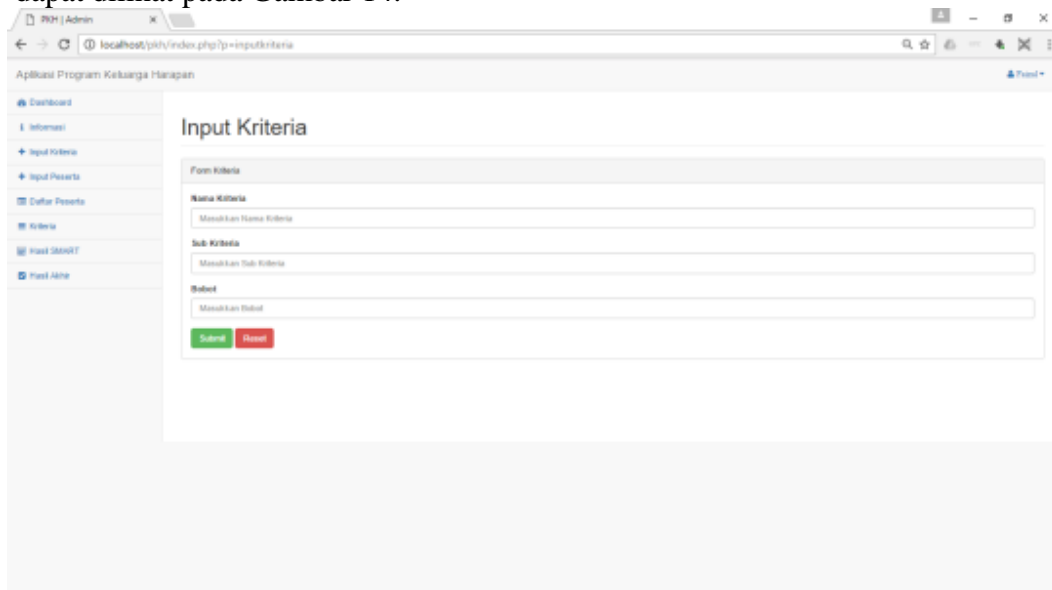 dapat dilihat pada Gambar 14.
PKH | Admin
localhost/pkh/index.php?p=inputkriteria
Aplikasi Program Keluarga Harapan
Dashboard
Informasi
Input Kriteria
Input Peserta
Daftar Peserta
Kriteria
Hasil SMART
Hasil Akhir
Input Kriteria
Form Kriteria
Nama Kriteria
Masukkan Nama Kriteria
Sub Kriteria
Masukkan Sub Kriteria
Bobot
Masukkan Bobot
Submit Reset